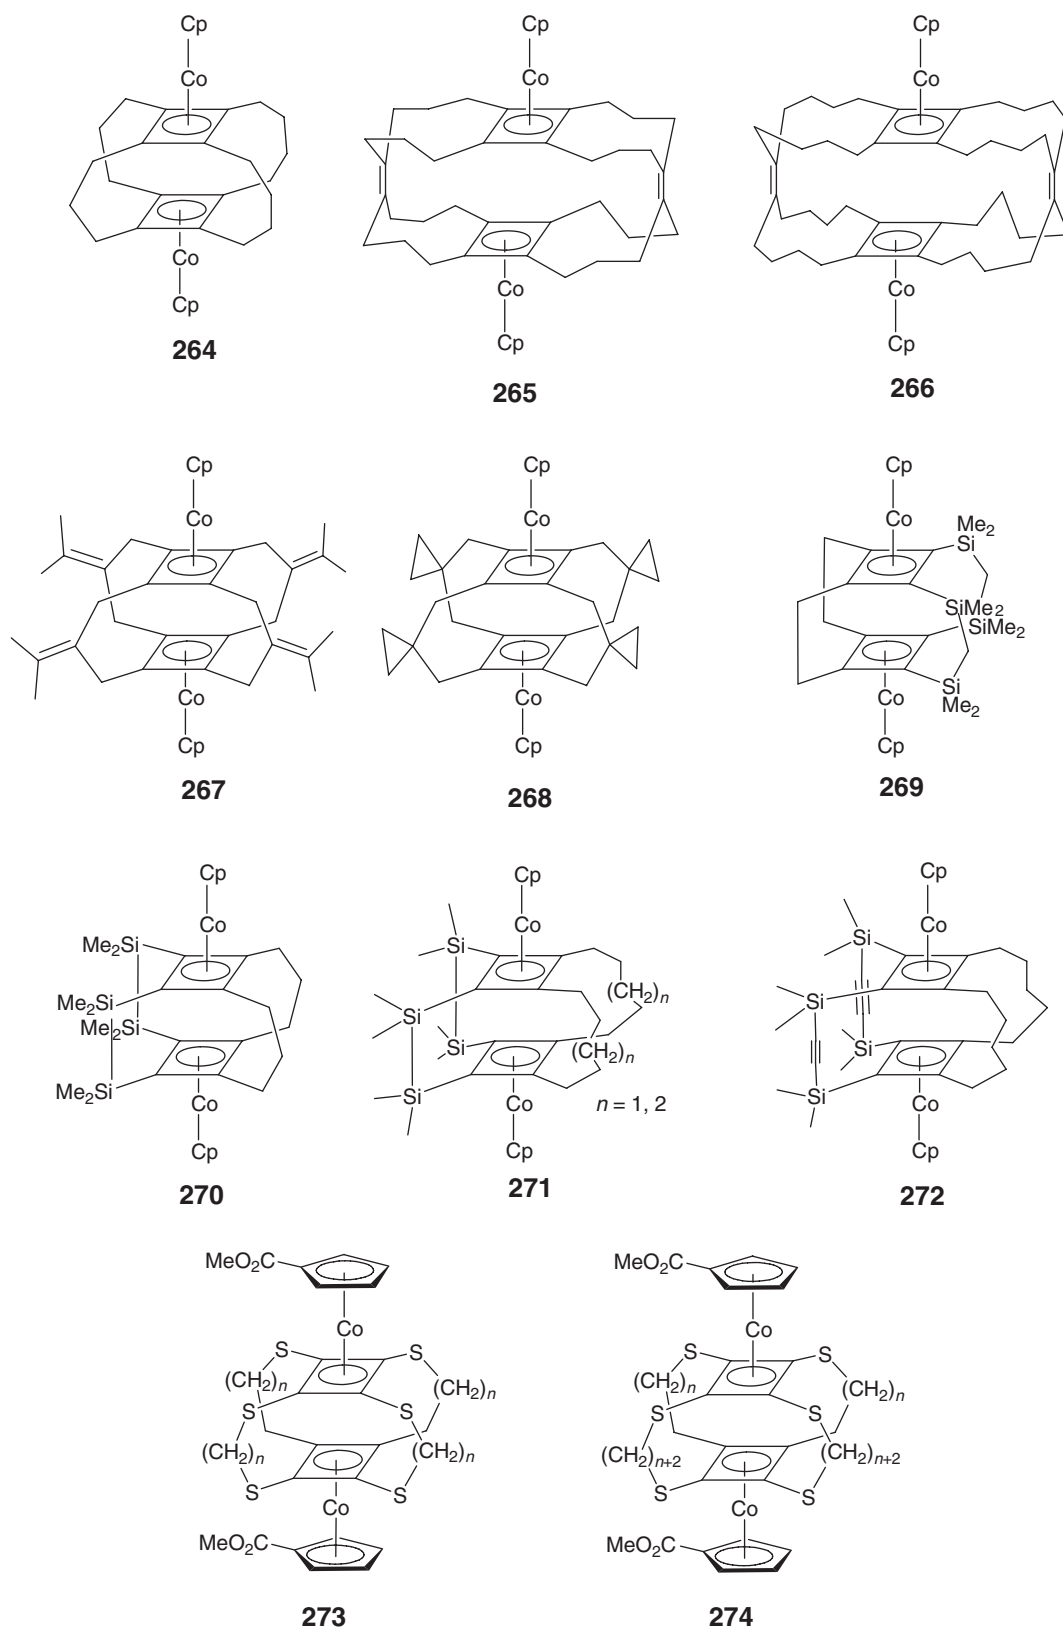 Cp
Cp
Cp
Co
Co
Co
Co
Co
Co
Cp
Cp
Cp
264
265
266
Cp
Cp
Cp
Co
Co
Co
Me2
Si
SiMe2
SiMe2
Si
Me2
Co
Co
Co
Cp
Cp
Cp
267
268
269
Cp
Cp
Cp
Co
Co
Co
Me2Si
Si
Si
(CH2)n
Me2Si
Si
Si
Me2Si
Si
Si
(CH2)n
Me2Si
Si
Si
Co
Co
Co
n = 1, 2
Cp
Cp
Cp
270
271
272
MeO2C
MeO2C
Co
Co
S
S
S
S
(CH2)n
(CH2)n
(CH2)n
(CH2)n
S
S
S
S
(CH2)n
(CH2)n
(CH2)n+2
(CH2)n+2
S
S
S
S
Co
Co
MeO2C
MeO2C
273
274